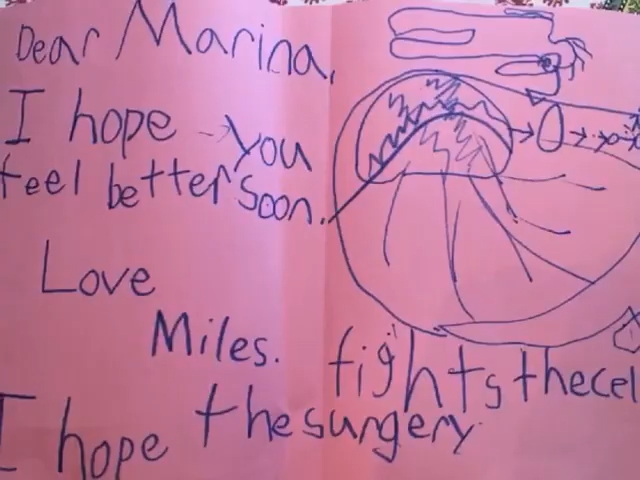 Dear Marina,
I hope you
feel better soon.
Love
Miles.
I hope the surgery
fights the cel